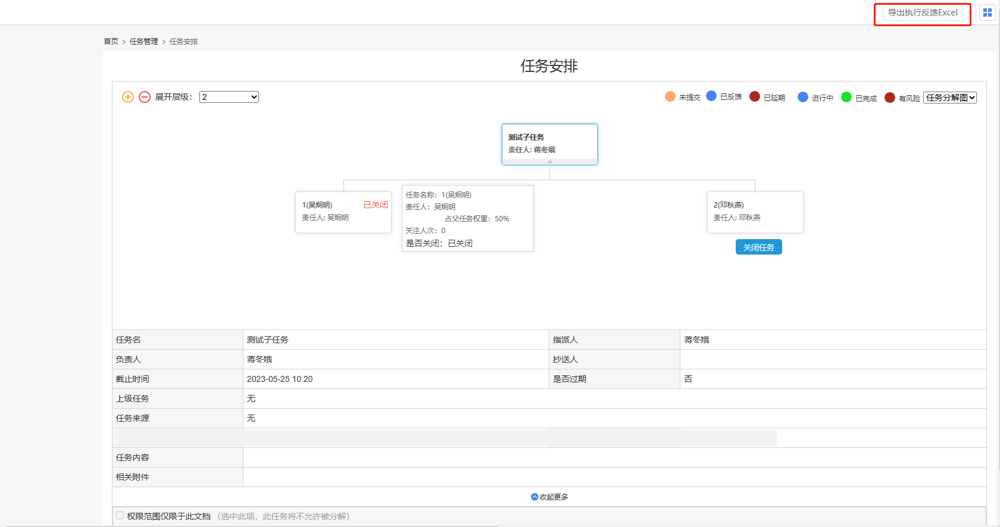 导出执行反馈Excel
首页 > 任务管理 > 任务安排
任务安排
展开层级： 2
未提交 已反馈 已延期 进行中 已完成 有风险 任务分解图
测试子任务
责任人: 蒋冬娥
1(吴炯明) 已关闭
责任人: 吴炯明
任务名称：1(吴炯明)
责任人：吴炯明
占父任务权重：50%
关注人次：0
是否关闭：已关闭
2(邓秋燕)
责任人: 邓秋燕
关闭任务
任务名 测试子任务 指派人 蒋冬娥
负责人 蒋冬娥 抄送人
截止时间 2023-05-25 10:20 是否过期 否
上级任务 无
任务来源 无
任务内容
相关附件
收起更多
权限范围仅限于此文档 （选中此项，此任务将不允许被分解）